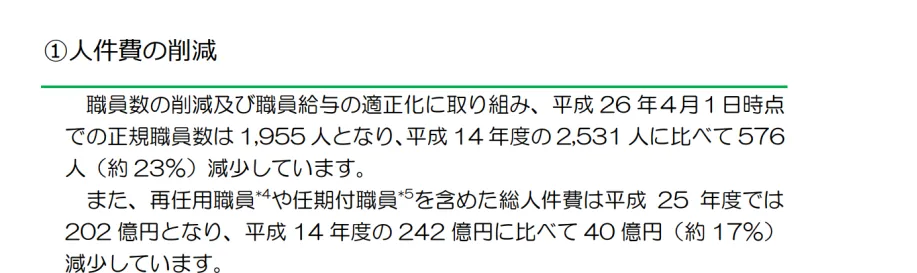 ①人件費の削減
職員数の削減及び職員給与の適正化に取り組み、平成 26 年４月１日時点
での正規職員数は 1,955 人となり、平成 14 年度の 2,531 人に比べて 576
人（約 23%）減少しています。
また、再任用職員*4や任期付職員*5を含めた総人件費は平成 25 年度では
202 億円となり、平成 14 年度の 242 億円に比べて 40 億円（約 17%）
減少しています。